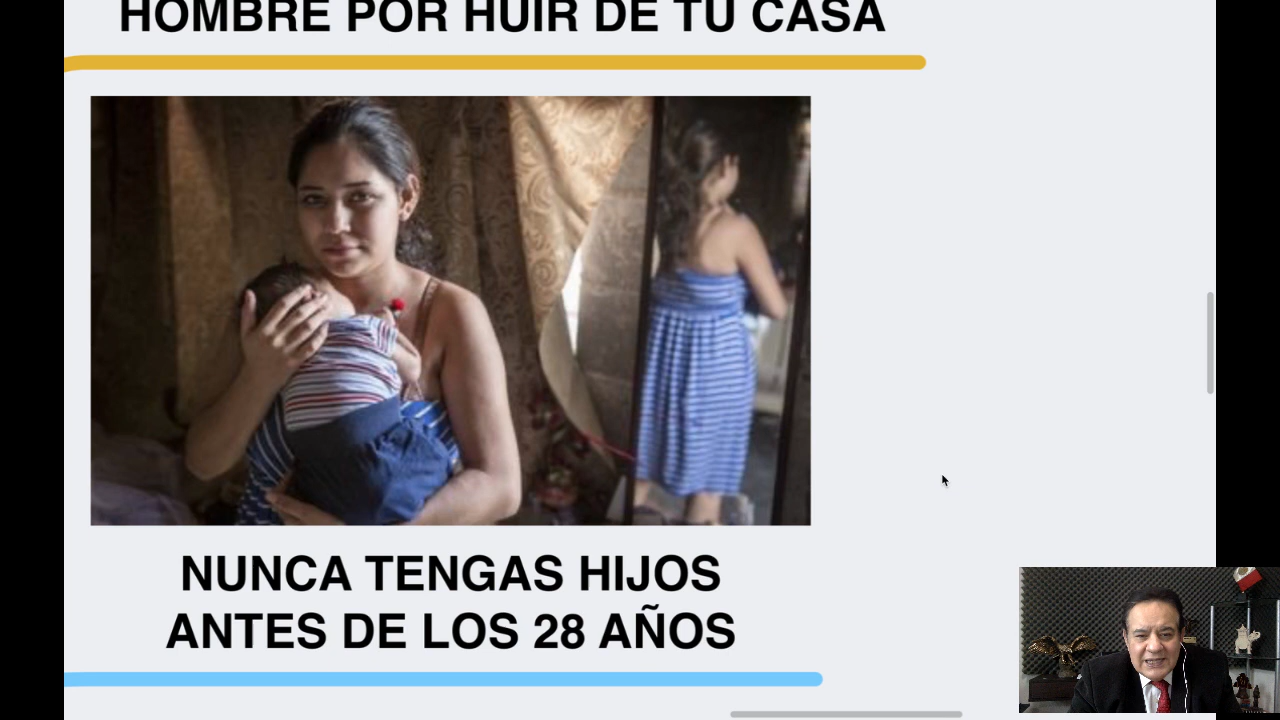 HOMBRE POR HUIR DE TU CASA
NUNCA TENGAS HIJOS
ANTES DE LOS 28 AÑOS